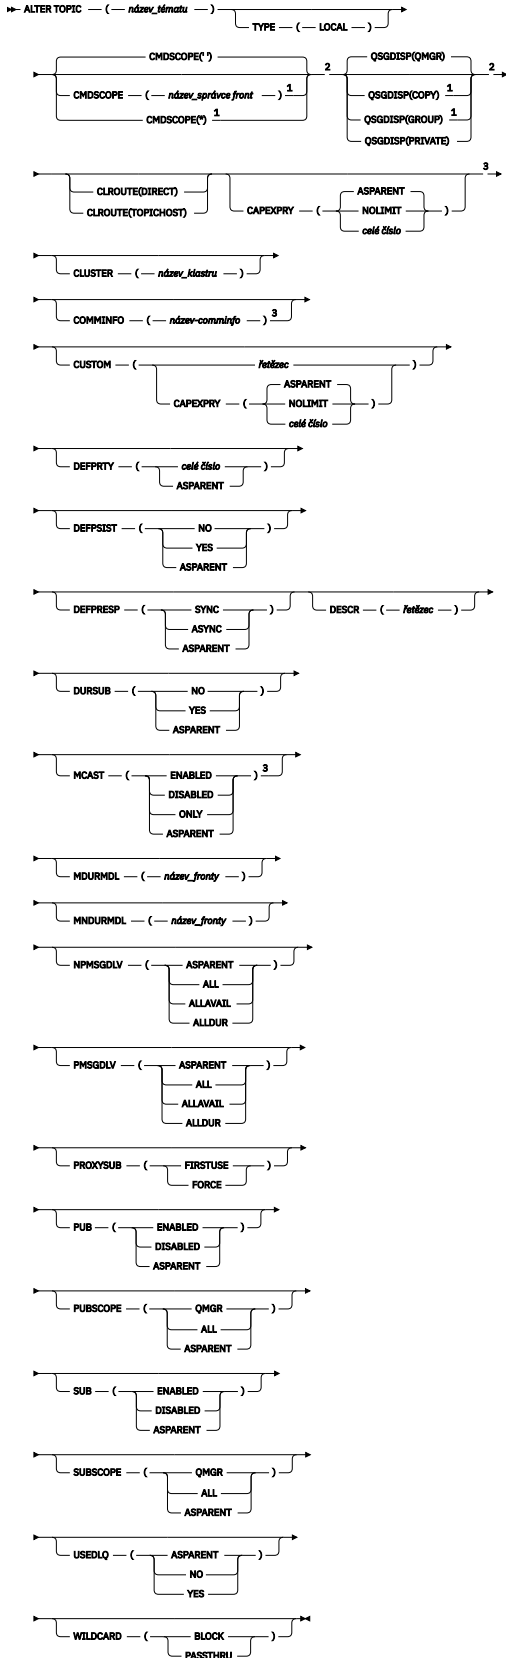 ALTER TOPIC ( název_tématu )
TYPE ( LOCAL )
CMDSCOPE(' ')
CMDSCOPE ( název_správce front ) 1
CMDSCOPE(*) 1
2
QSGDISP(QMGR)
QSGDISP(COPY) 1
QSGDISP(GROUP) 1
QSGDISP(PRIVATE)
2
CLROUTE(DIRECT)
CLROUTE(TOPICHOST)
CAPEXPRY ( ASPARENT )
NOLIMIT
celé číslo
3
CLUSTER ( název_klastru )
COMMINFO ( název-comminfo ) 3
CUSTOM ( řetězec )
CAPEXPRY ( ASPARENT )
NOLIMIT
celé číslo
DEFPRTY ( celé číslo )
ASPARENT
DEFPSIST ( NO )
YES
ASPARENT
DEFPRESP ( SYNC )
ASYNC
ASPARENT
DESCR ( řetězec )
DURSUB ( NO )
YES
ASPARENT
MCAST ( ENABLED ) 3
DISABLED
ONLY
ASPARENT
MDURMDL ( název_fronty )
MNDURMDL ( název_fronty )
NPMSGDLV ( ASPARENT )
ALL
ALLAVAIL
ALLDUR
PMSGDLV ( ASPARENT )
ALL
ALLAVAIL
ALLDUR
PROXYSUB ( FIRSTUSE )
FORCE
PUB ( ENABLED )
DISABLED
ASPARENT
PUBSCOPE ( QMGR )
ALL
ASPARENT
SUB ( ENABLED )
DISABLED
ASPARENT
SUBSCOPE ( QMGR )
ALL
ASPARENT
USEDLQ ( ASPARENT )
NO
YES
WILDCARD ( BLOCK )
PASSTHRU